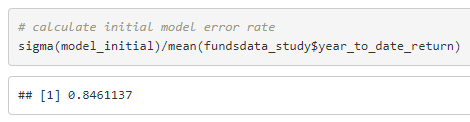 # calculate initial model error rate
sigma(model_initial)/mean(fundsdata_study$year_to_date_return)
## [1] 0.8461137